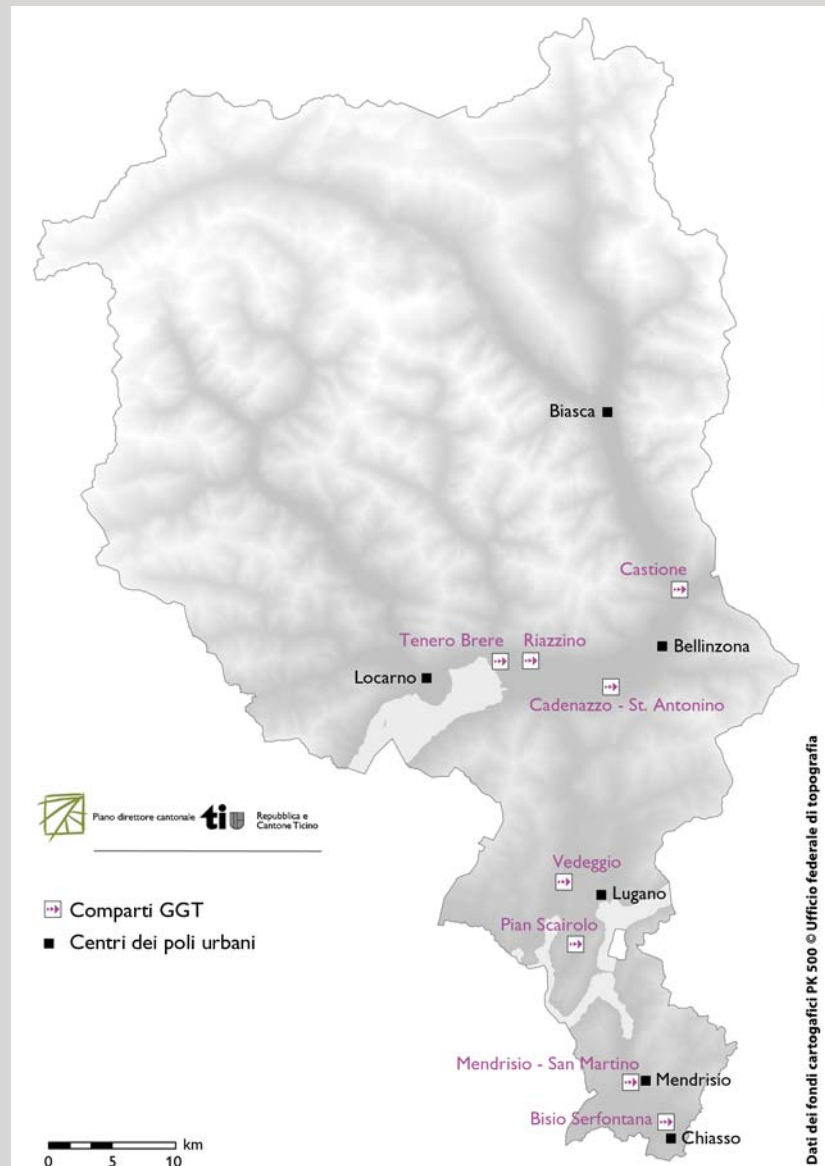 Biasca
Castione
Bellinzona
Tenero Brere
Riazzino
Locarno
Cadenazzo - St. Antonino
Piano direttore cantonale
ti
Repubblica e
Cantone Ticino
Vedeggio
Lugano
Comparti GGT
Pian Scairolo
Centri dei poli urbani
Mendrisio - San Martino
Mendrisio
Bisio Serfontana
Chiasso
km
0 5 10
Dati dei fondi cartogafici PK 500 © Ufficio federale di topografia